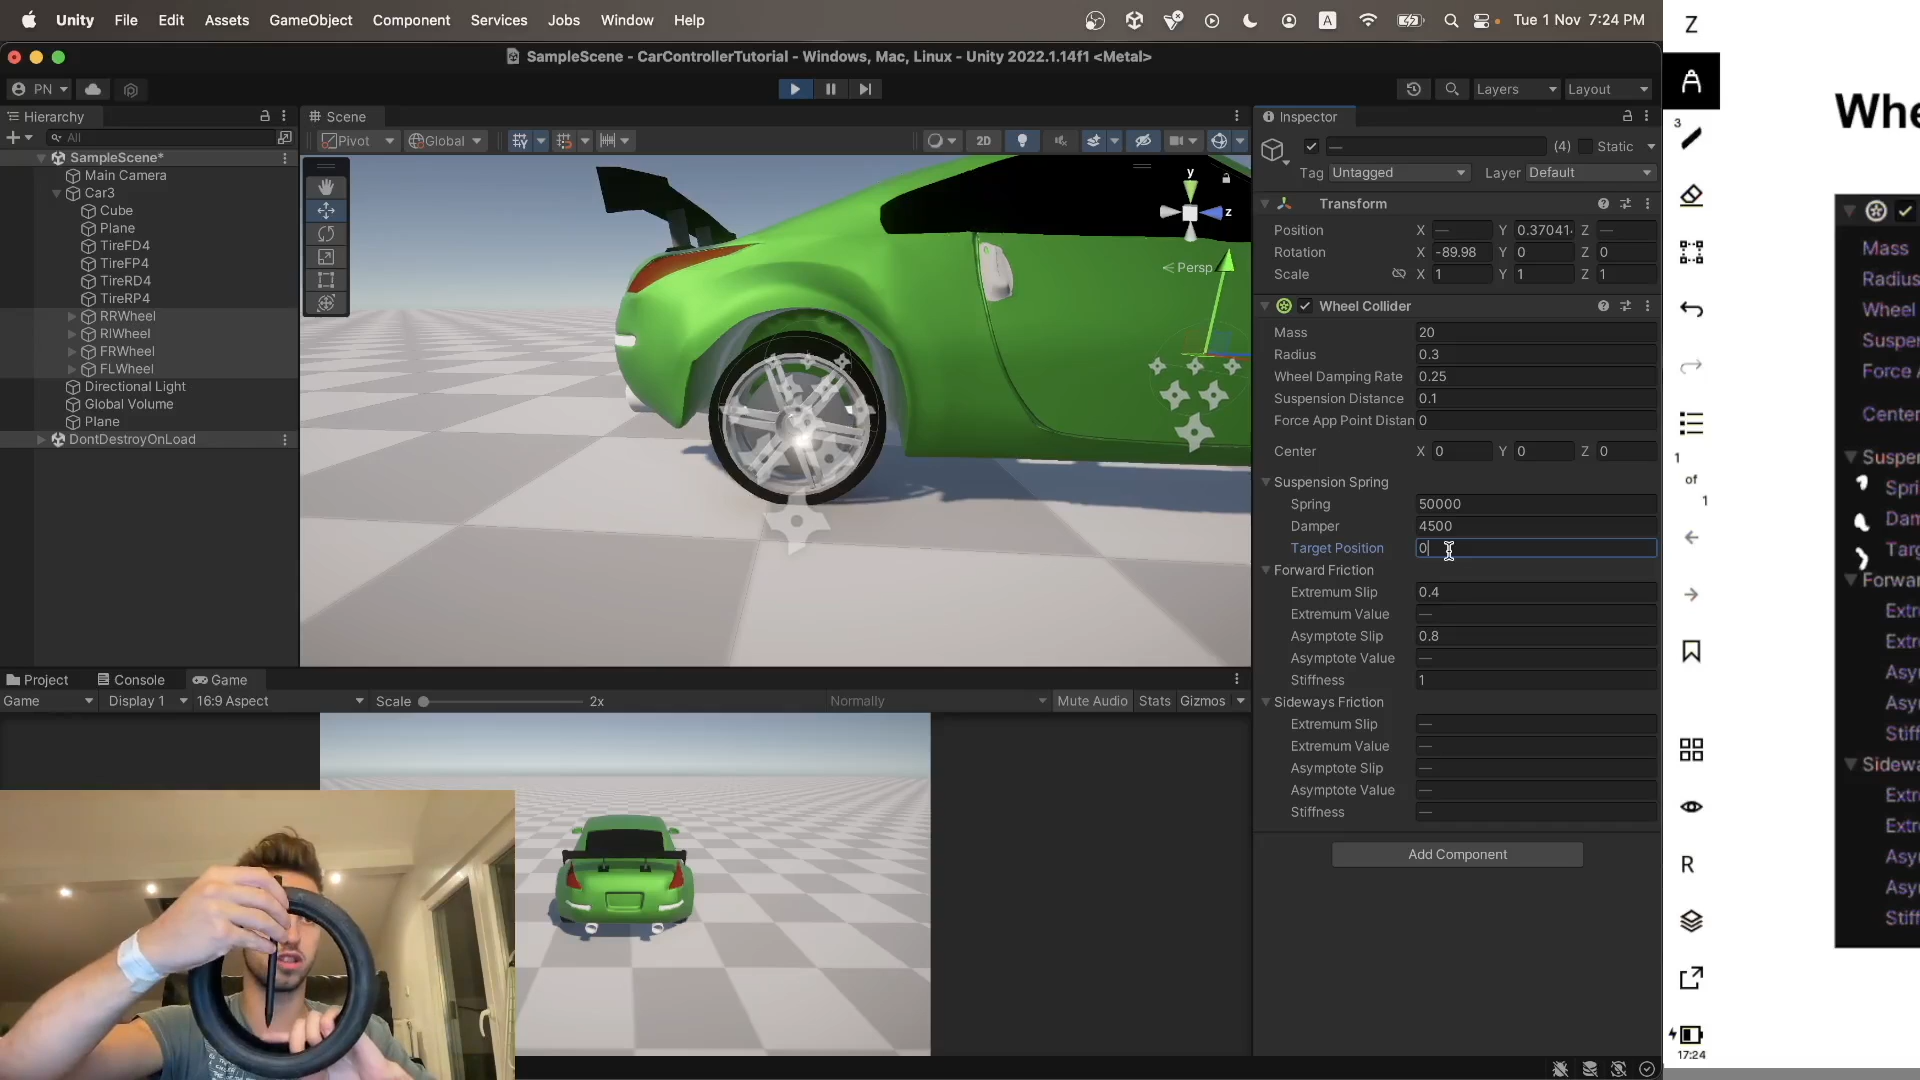 Unity File Edit Assets GameObject Component Services Jobs Window Help
A
Tue 1 Nov 7:24 PM
SampleScene - CarControllerTutorial - Windows, Mac, Linux - Unity 2022.1.14f1 <Metal>
PN
Layers
Layout
Hierarchy
All
SampleScene*
Main Camera
Car3
Cube
Plane
TireFD4
TireFP4
TireRD4
TireRP4
RRWheel
RlWheel
FRWheel
FLWheel
Directional Light
Global Volume
Plane
DontDestroyOnLoad
Scene
Pivot
Global
2D
y
z
Persp
Inspector
—
(4)
Static
Tag Untagged
Layer Default
Transform
Position X — Y 0.37041 Z —
Rotation X -89.98 Y 0 Z 0
Scale X 1 Y 1 Z 1
Wheel Collider
Mass 20
Radius 0.3
Wheel Damping Rate 0.25
Suspension Distance 0.1
Force App Point Distan 0
Center X 0 Y 0 Z 0
Suspension Spring
Spring 50000
Damper 4500
Target Position 0
Forward Friction
Extremum Slip 0.4
Extremum Value —
Asymptote Slip 0.8
Asymptote Value —
Stiffness 1
Sideways Friction
Extremum Slip —
Extremum Value —
Asymptote Slip —
Asymptote Value —
Stiffness —
Add Component
Project
Console
Game
Game
Display 1
16:9 Aspect
Scale
2x
Normally
Mute Audio
Stats
Gizmos
Z
3
1
of
1
R
17:24
Whe
Mass
Radius
Wheel
Suspe
Force A
Center
Susper
Spri
Dam
Targ
Forwa
Extr
Extr
Asy
Asy
Stif
Sidewa
Extr
Extr
Asy
Asy
Stif